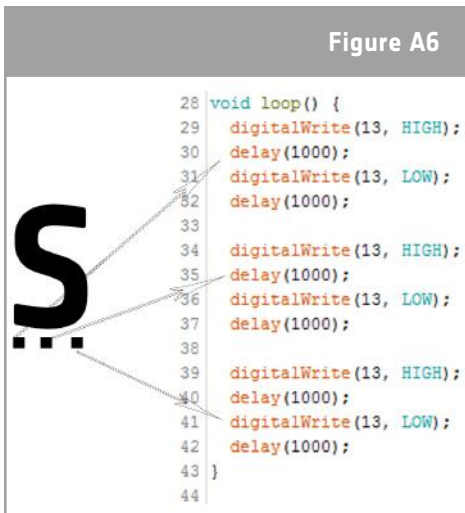 Figure A6
28 void loop() {
29   digitalWrite(13, HIGH);
30   delay(1000);
31   digitalWrite(13, LOW);
32   delay(1000);
33
34   digitalWrite(13, HIGH);
35   delay(1000);
36   digitalWrite(13, LOW);
37   delay(1000);
38
39   digitalWrite(13, HIGH);
40   delay(1000);
41   digitalWrite(13, LOW);
42   delay(1000);
43 }
44
S
...